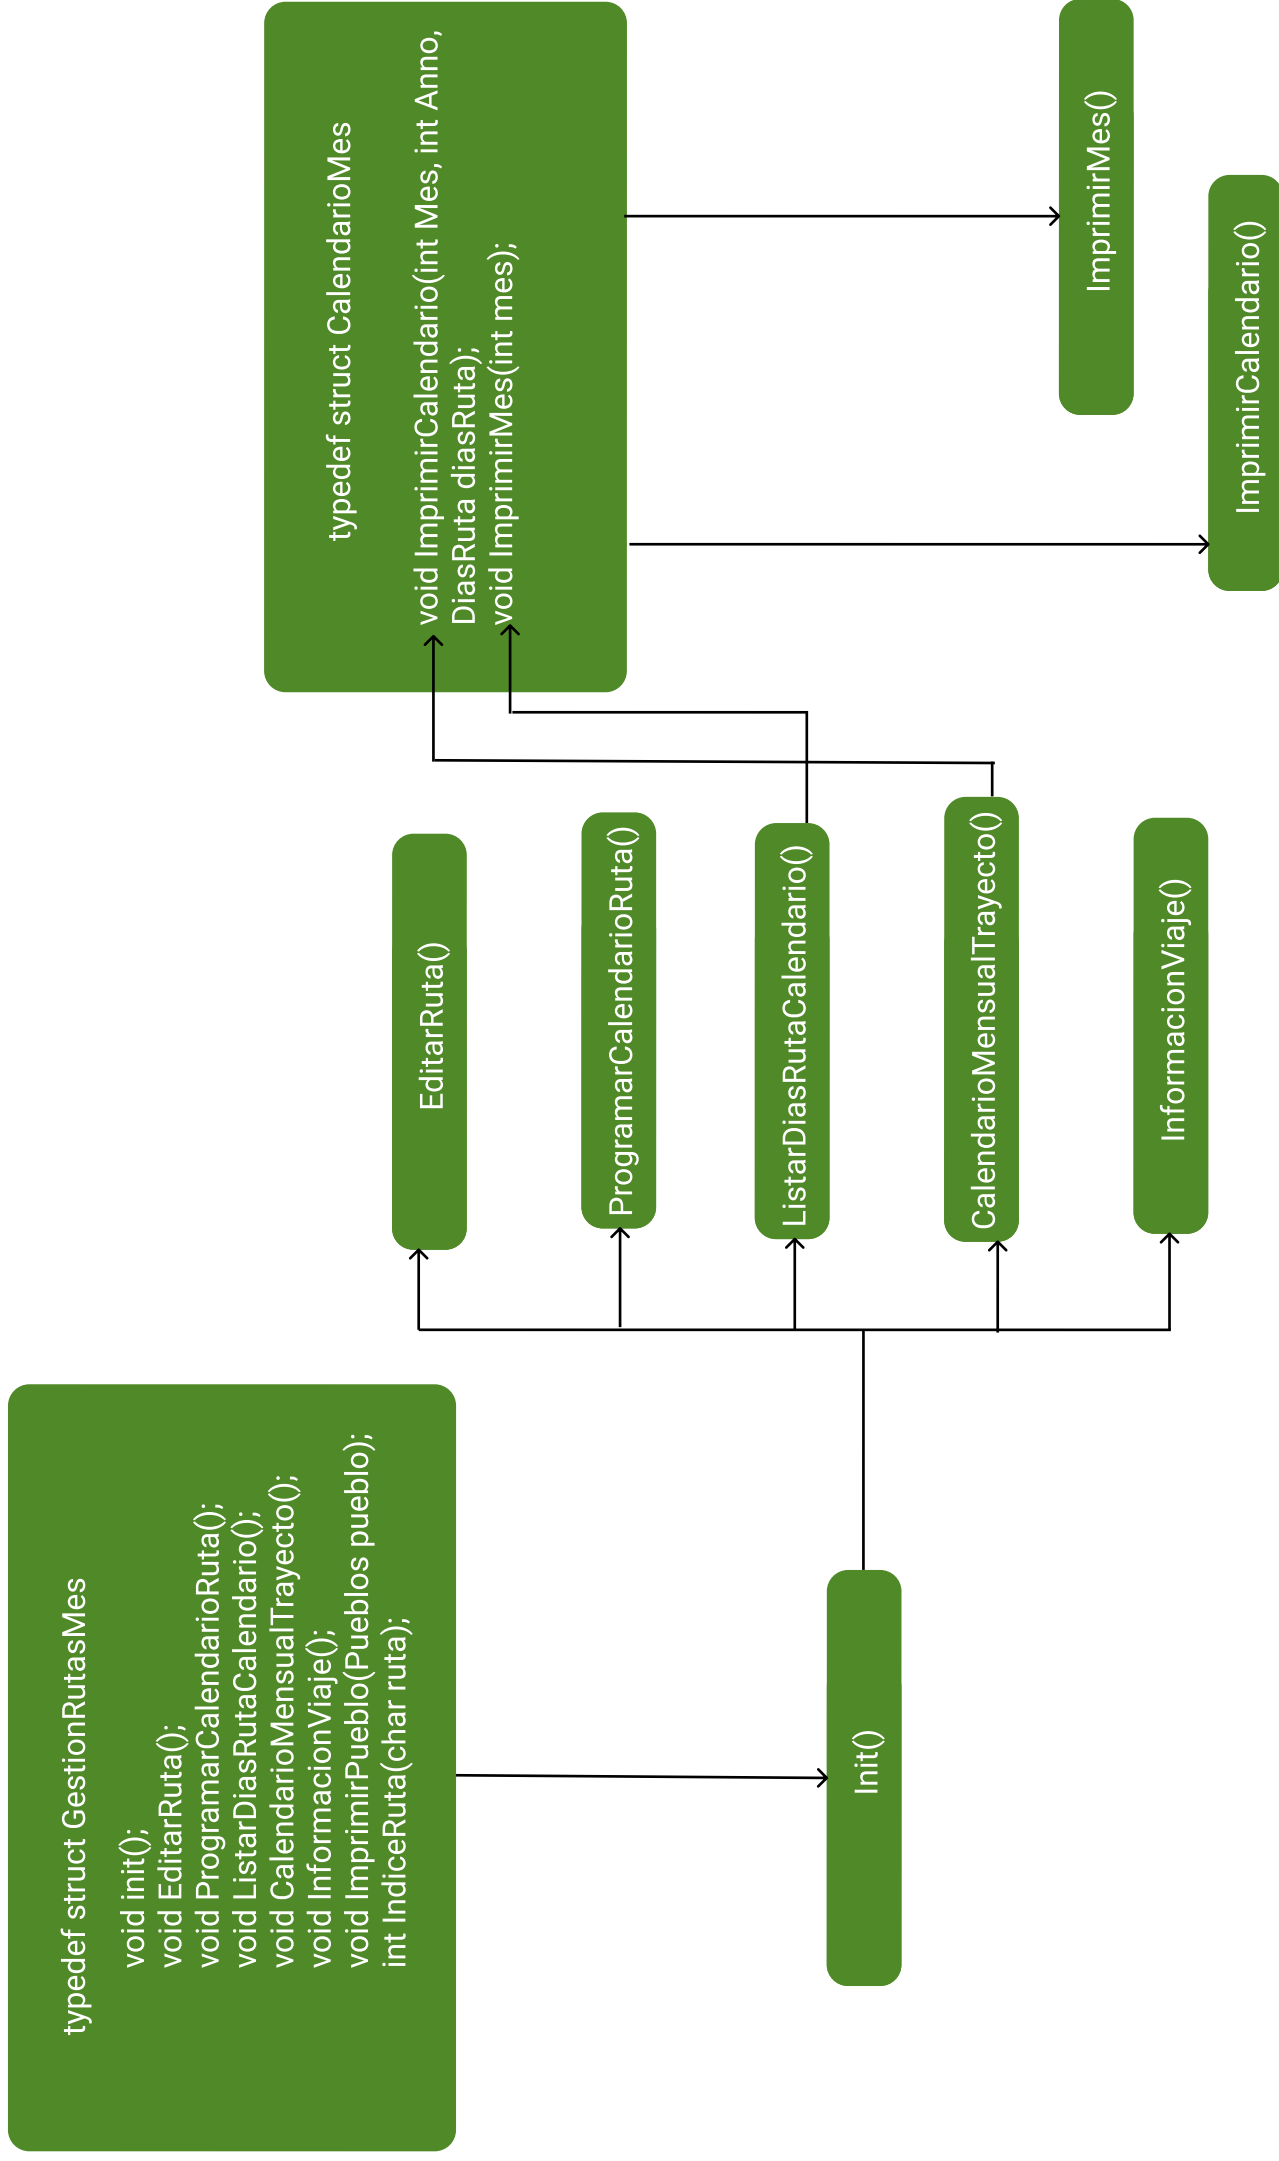 typedef struct GestionRutasMes
void init();
void EditarRuta();
void ProgramarCalendarioRuta();
void ListarDiasRutaCalendario();
void CalendarioMensualTrayecto();
void InformacionViaje();
void ImprimirPueblo(Pueblos pueblo);
int IndiceRuta(char ruta);
Init()
EditarRuta()
ProgramarCalendarioRuta()
ListarDiasRutaCalendario()
CalendarioMensualTrayecto()
InformacionViaje()
typedef struct CalendarioMes
void ImprimirCalendario(int Mes, int Anno,
DiasRuta diasRuta);
void ImprimirMes(int mes);
ImprimirMes()
ImprimirCalendario()